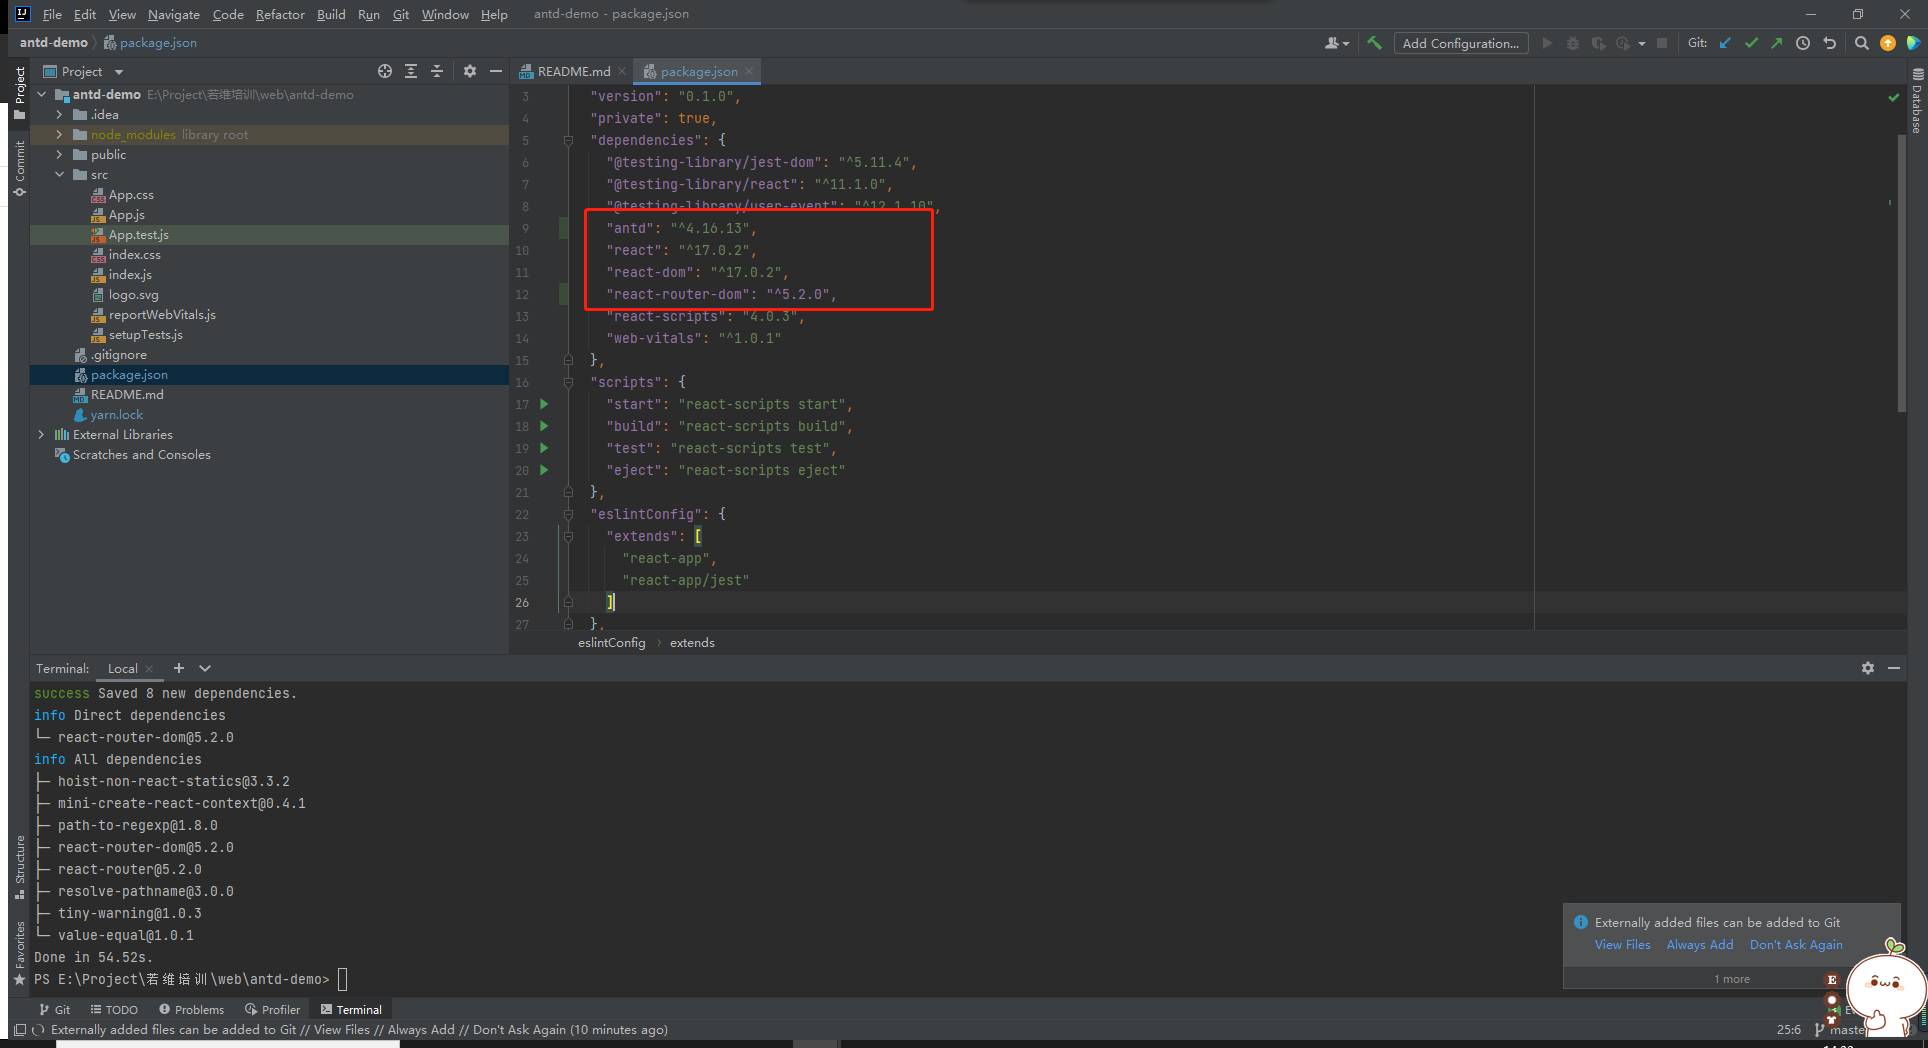 File Edit View Navigate Code Refactor Build Run Git Window Help antd-demo - package.json
antd-demo package.json
Add Configuration... Git:
Project
README.md package.json
Project
Commit
Structure
Favorites
Database
antd-demo E:\Project\若维培训\web\antd-demo
.idea
node_modules library root
public
src
App.css
App.js
App.test.js
index.css
index.js
logo.svg
reportWebVitals.js
setupTests.js
.gitignore
package.json
README.md
yarn.lock
External Libraries
Scratches and Consoles
3 "version": "0.1.0",
4 "private": true,
5 "dependencies": {
6 "@testing-library/jest-dom": "^5.11.4",
7 "@testing-library/react": "^11.1.0",
8 "@testing-library/user-event": "^12.1.10",
9 "antd": "^4.16.13",
10 "react": "^17.0.2",
11 "react-dom": "^17.0.2",
12 "react-router-dom": "^5.2.0",
13 "react-scripts": "4.0.3",
14 "web-vitals": "^1.0.1"
15 },
16 "scripts": {
17 "start": "react-scripts start",
18 "build": "react-scripts build",
19 "test": "react-scripts test",
20 "eject": "react-scripts eject"
21 },
22 "eslintConfig": {
23 "extends": [
24 "react-app",
25 "react-app/jest"
26 ]
27 },
eslintConfig extends
Terminal: Local
success Saved 8 new dependencies.
info Direct dependencies
└─ react-router-dom@5.2.0
info All dependencies
├─ hoist-non-react-statics@3.3.2
├─ mini-create-react-context@0.4.1
├─ path-to-regexp@1.8.0
├─ react-router-dom@5.2.0
├─ react-router@5.2.0
├─ resolve-pathname@3.0.0
├─ tiny-warning@1.0.3
└─ value-equal@1.0.1
Done in 54.52s.
PS E:\Project\若维培训\web\antd-demo>
Externally added files can be added to Git
View Files Always Add Don't Ask Again
1 more
E
Git TODO Problems Profiler Terminal
Externally added files can be added to Git // View Files // Always Add // Don't Ask Again (10 minutes ago)
25:6